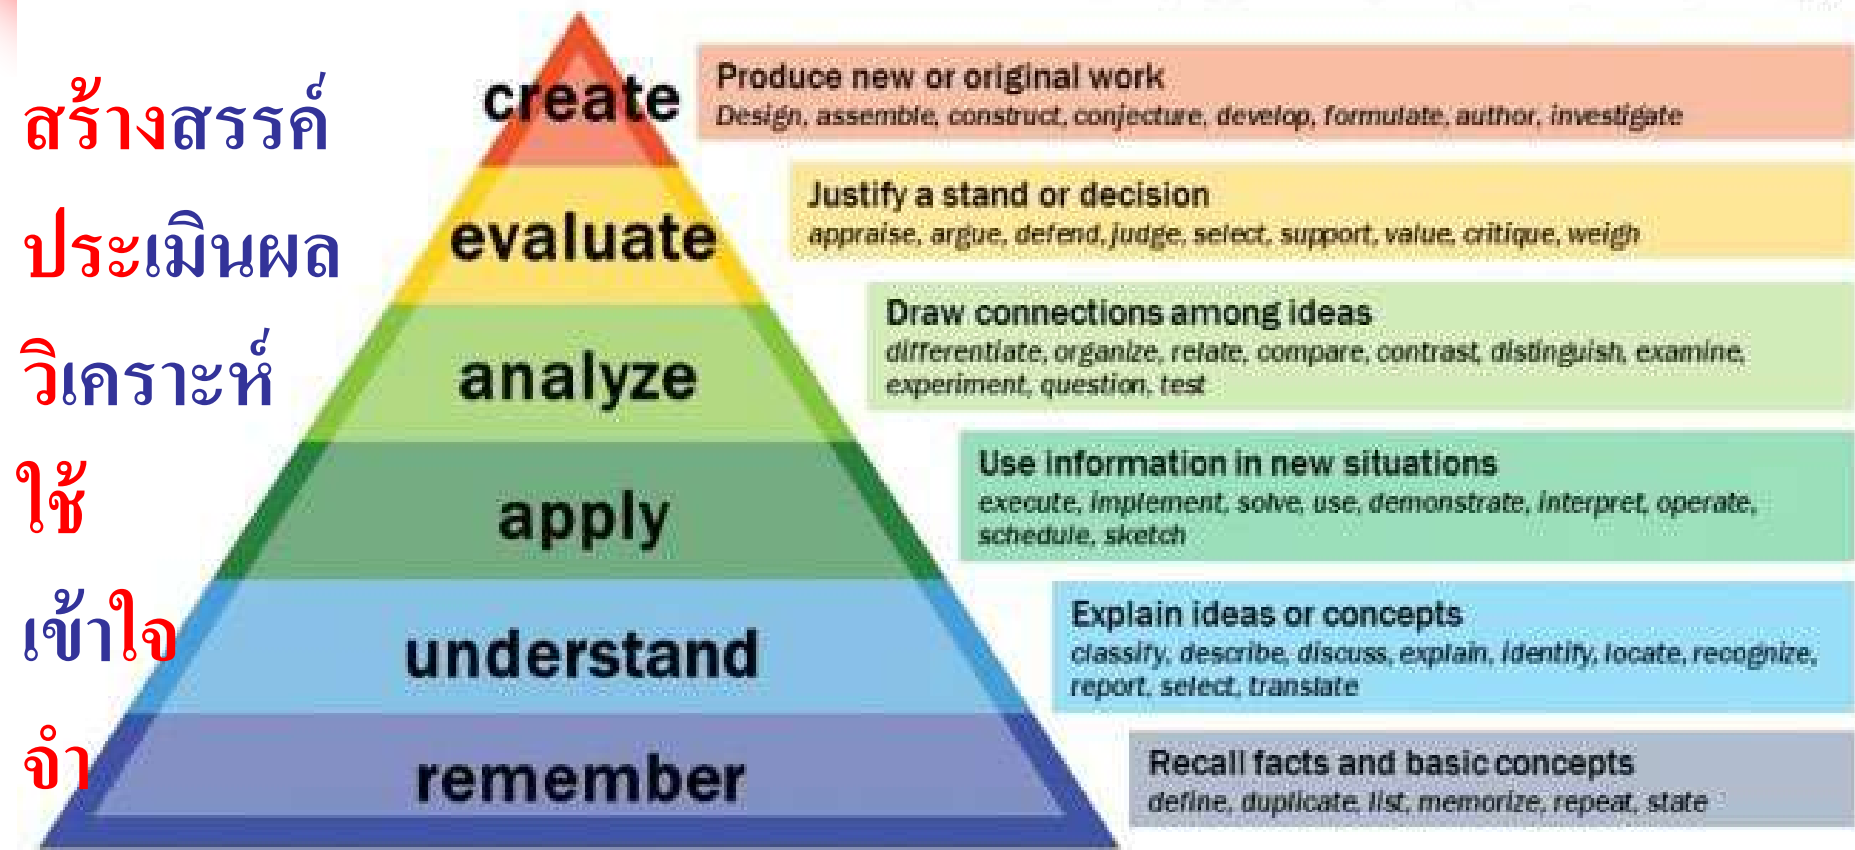 สร้างสรรค์
create
Produce new or original work
Design, assemble, construct, conjecture, develop, formulate, author, investigate
ประเมินผล
evaluate
Justify a stand or decision
appraise, argue, defend, judge, select, support, value, critique, weigh
วิเคราะห์
analyze
Draw connections among ideas
differentiate, organize, relate, compare, contrast, distinguish, examine,
experiment, question, test
ใช้
apply
Use information in new situations
execute, implement, solve, use, demonstrate, interpret, operate,
schedule, sketch
เข้าใจ
understand
Explain ideas or concepts
classify, describe, discuss, explain, identify, locate, recognize,
report, select, translate
จำ
remember
Recall facts and basic concepts
define, duplicate, list, memorize, repeat, state